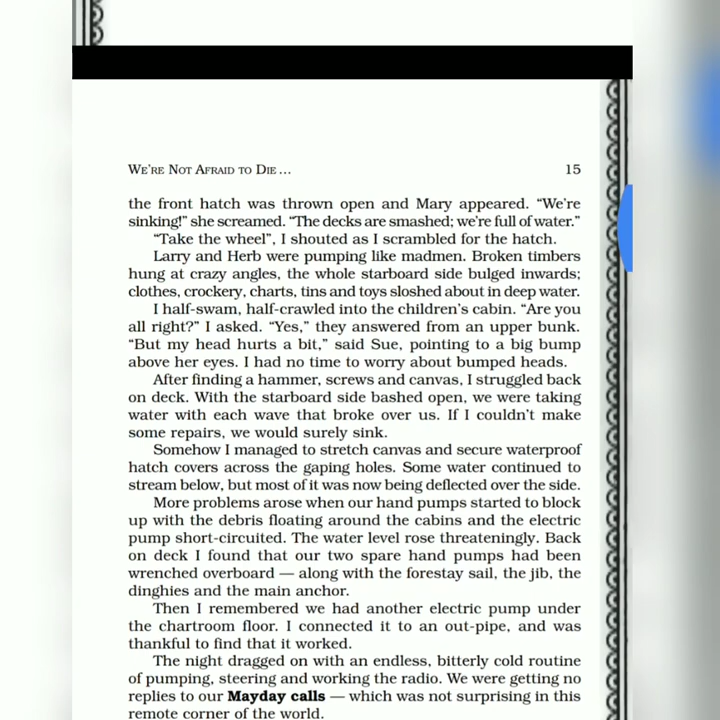 WE'RE NOT AFRAID TO DIE... 15
the front hatch was thrown open and Mary appeared. “We're
sinking!” she screamed. “The decks are smashed; we're full of water.”
“Take the wheel”, I shouted as I scrambled for the hatch.
Larry and Herb were pumping like madmen. Broken timbers
hung at crazy angles, the whole starboard side bulged inwards;
clothes, crockery, charts, tins and toys sloshed about in deep water.
I half-swam, half-crawled into the children's cabin. “Are you
all right?” I asked. “Yes,” they answered from an upper bunk.
“But my head hurts a bit,” said Sue, pointing to a big bump
above her eyes. I had no time to worry about bumped heads.
After finding a hammer, screws and canvas, I struggled back
on deck. With the starboard side bashed open, we were taking
water with each wave that broke over us. If I couldn't make
some repairs, we would surely sink.
Somehow I managed to stretch canvas and secure waterproof
hatch covers across the gaping holes. Some water continued to
stream below, but most of it was now being deflected over the side.
More problems arose when our hand pumps started to block
up with the debris floating around the cabins and the electric
pump short-circuited. The water level rose threateningly. Back
on deck I found that our two spare hand pumps had been
wrenched overboard — along with the forestay sail, the jib, the
dinghies and the main anchor.
Then I remembered we had another electric pump under
the chartroom floor. I connected it to an out-pipe, and was
thankful to find that it worked.
The night dragged on with an endless, bitterly cold routine
of pumping, steering and working the radio. We were getting no
replies to our Mayday calls — which was not surprising in this
remote corner of the world.